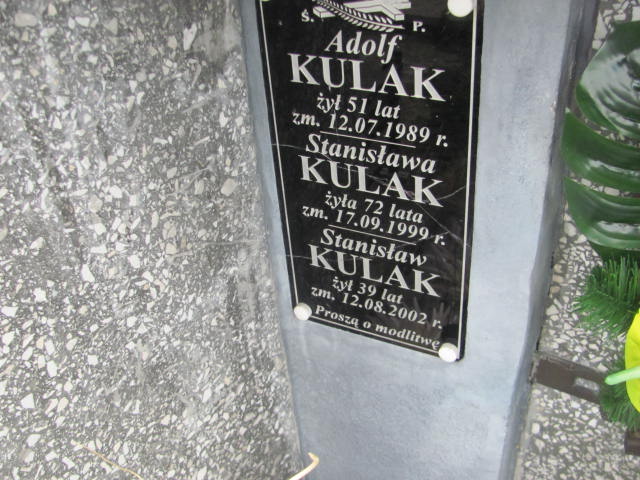 Ś. P.
Adolf
KULAK
żył 51 lat
zm. 12.07.1989 r.
Stanisława
KULAK
żyła 72 lata
zm. 17.09.1999 r.
Stanisław
KULAK
żył 39 lat
zm. 12.08.2002 r.
Proszą o modlitwę